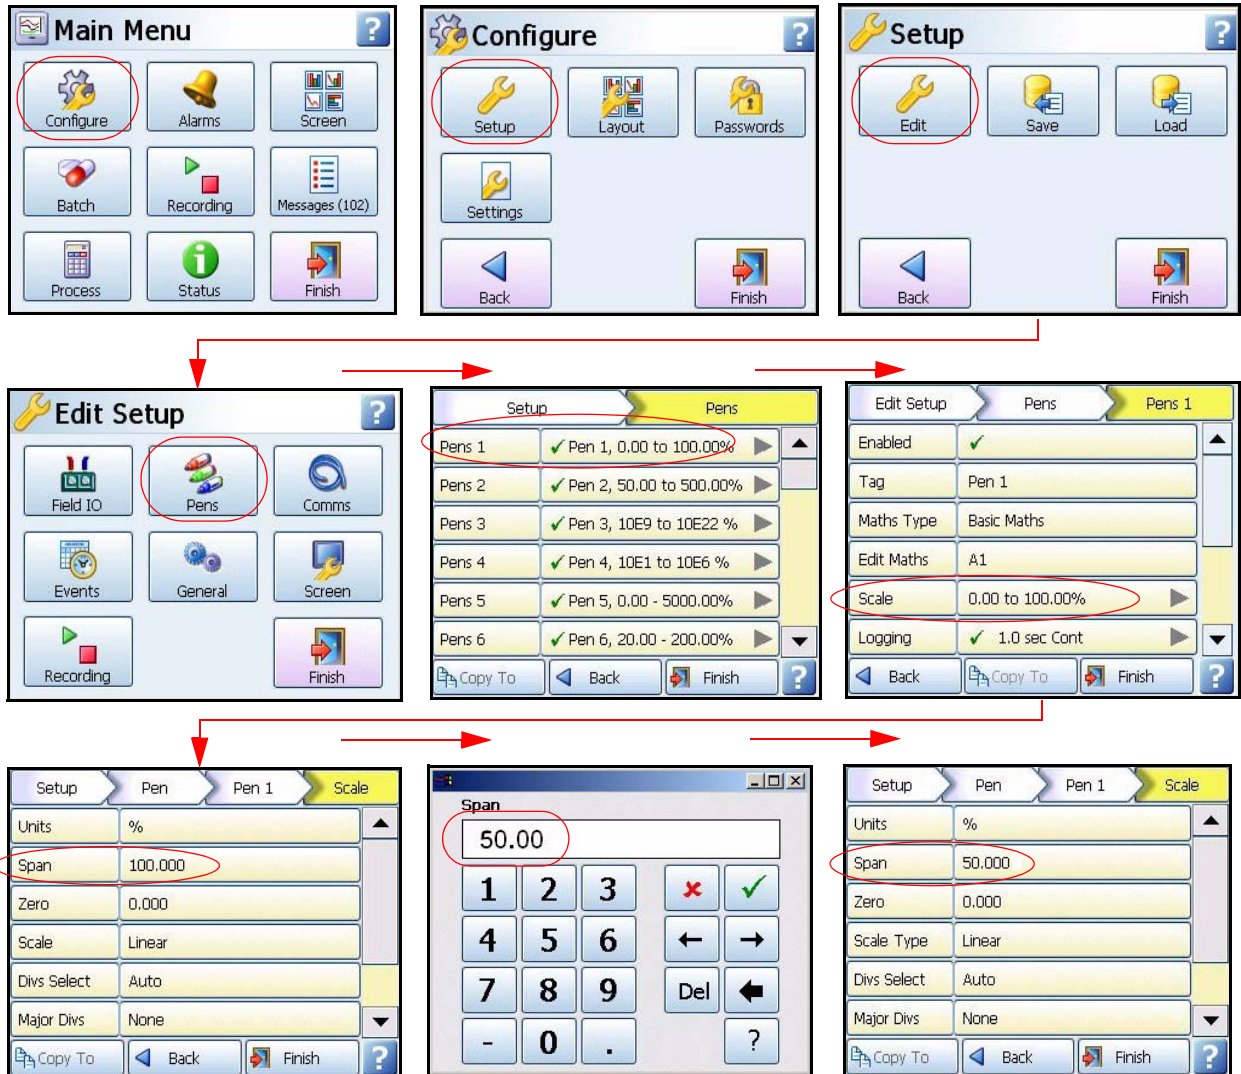 Main Menu ?
Configure Alarms Screen
Batch Recording Messages (102)
Process Status Finish
Configure ?
Setup Layout Passwords
Settings
Back Finish
Setup ?
Edit Save Load
Back Finish
Edit Setup ?
Field IO Pens Comms
Events General Screen
Recording Finish
Setup Pens
Pens 1 Pen 1, 0.00 to 100.00%
Pens 2 Pen 2, 50.00 to 500.00%
Pens 3 Pen 3, 10E9 to 10E22 %
Pens 4 Pen 4, 10E1 to 10E6 %
Pens 5 Pen 5, 0.00 - 5000.00%
Pens 6 Pen 6, 20.00 - 200.00%
Copy To Back Finish ?
Edit Setup Pens Pens 1
Enabled
Tag Pen 1
Maths Type Basic Maths
Edit Maths A1
Scale 0.00 to 100.00%
Logging 1.0 sec Cont
Back Copy To Finish ?
Setup Pen Pen 1 Scale
Units %
Span 100.000
Zero 0.000
Scale Linear
Divs Select Auto
Major Divs None
Copy To Back Finish ?
Span
50.00
1 2 3
4 5 6
7 8 9 Del
- 0 . ?
Setup Pen Pen 1 Scale
Units %
Span 50.000
Zero 0.000
Scale Type Linear
Divs Select Auto
Major Divs None
Copy To Back Finish ?